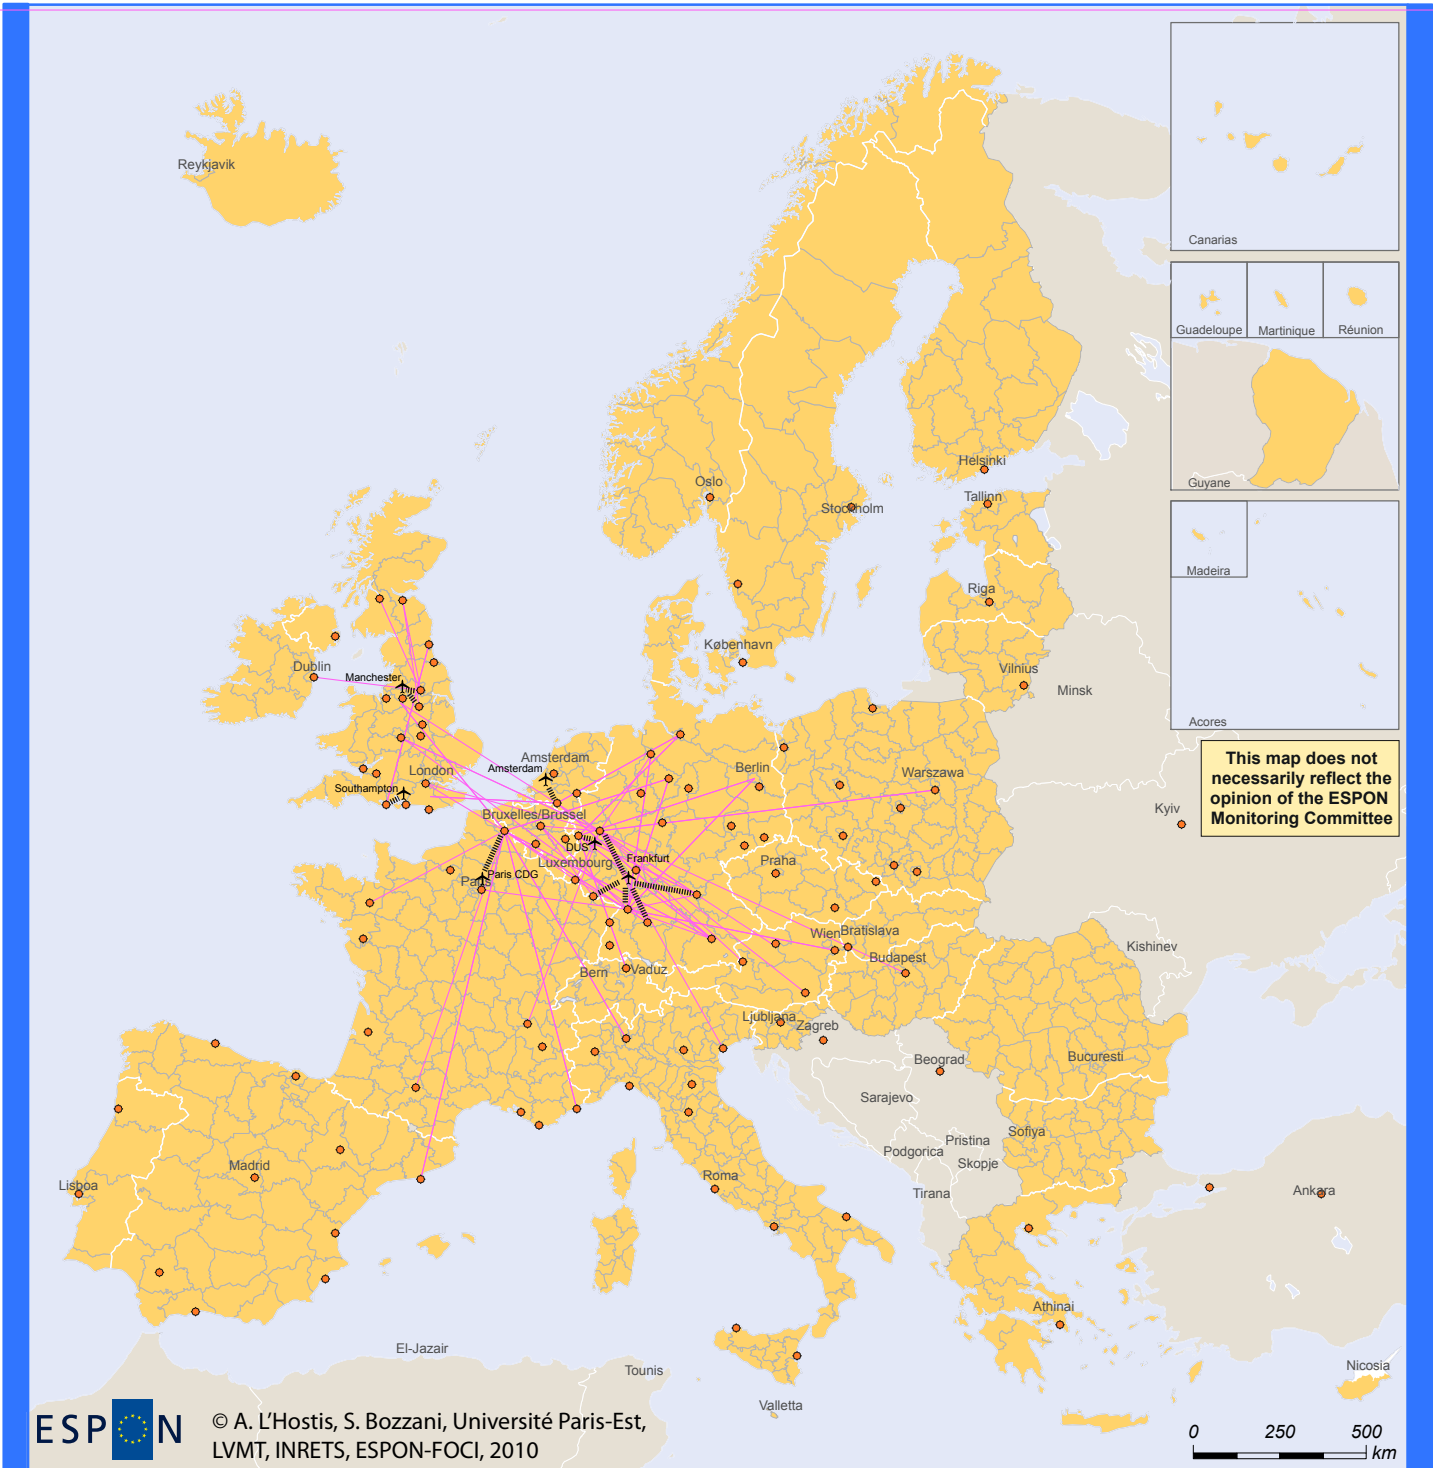 Reykjavik
Canarias
Guadeloupe
Martinique
Réunion
Guyane
Madeira
Acores
Helsinki
Oslo
Tallinn
Stockholm
Riga
København
Dublin
Vilnius
Manchester
Minsk
This map does not
necessarily reflect the
opinion of the ESPON
Monitoring Committee
Amsterdam
Amsterdam
London
Berlin
Warszawa
Southampton
Kyiv
Bruxelles/Brussel
DUS
Luxembourg
Frankfurt
Praha
Paris CDG
Paris
Wien
Bratislava
Kishinev
Budapest
Bern
Vaduz
Ljubljana
Zagreb
Beograd
Bucuresti
Sarajevo
Sofiya
Pristina
Podgorica
Skopje
Madrid
Roma
Lisboa
Tirana
Ankara
Athinai
El-Jazair
Tounis
Nicosia
Valletta
ESPON
© A. L'Hostis, S. Bozzani, Université Paris-Est,
LVMT, INRETS, ESPON-FOCI, 2010
0 250 500
km